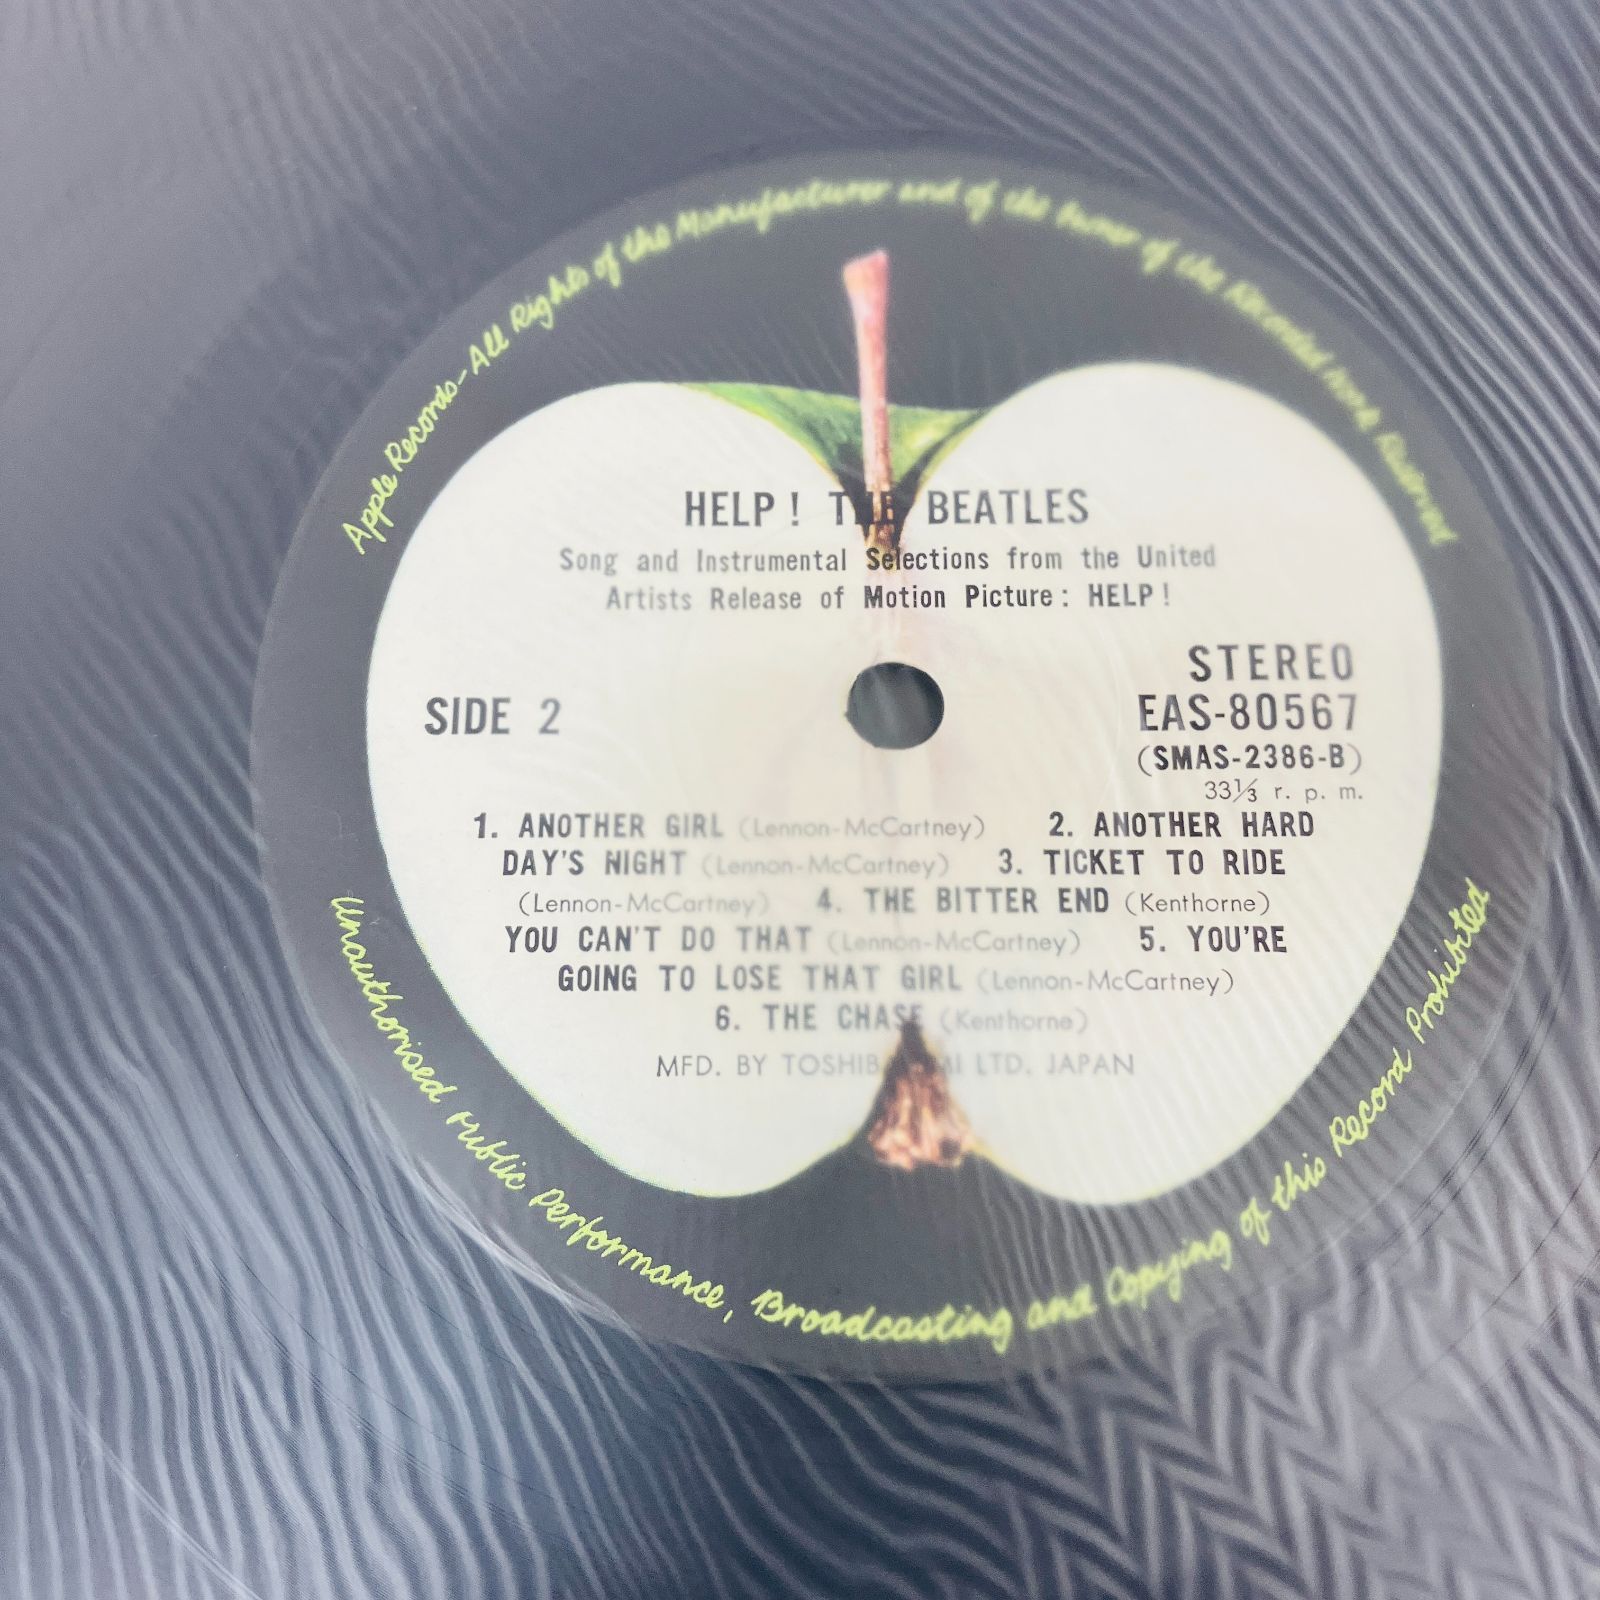 Apple Records-All Rights of the Manufacturer and of the Owner of the Recorded Work Reserved
HELP! THE BEATLES
Song and Instrumental Selections from the United
Artists Release of Motion Picture: HELP!
STEREO
SIDE 2
EAS-80567
(SMAS-2386-B)
33⅓ r. p. m.
1. ANOTHER GIRL (Lennon-McCartney) 2. ANOTHER HARD
DAY'S NIGHT (Lennon-McCartney) 3. TICKET TO RIDE
(Lennon-McCartney) 4. THE BITTER END (Kenthorne)
YOU CAN'T DO THAT (Lennon-McCartney) 5. YOU'RE
GOING TO LOSE THAT GIRL (Lennon-McCartney)
6. THE CHASE (Kenthorne)
MFD. BY TOSHIBA EMI LTD. JAPAN
Unauthorised Public Performance, Broadcasting and Copying of this Record Prohibited